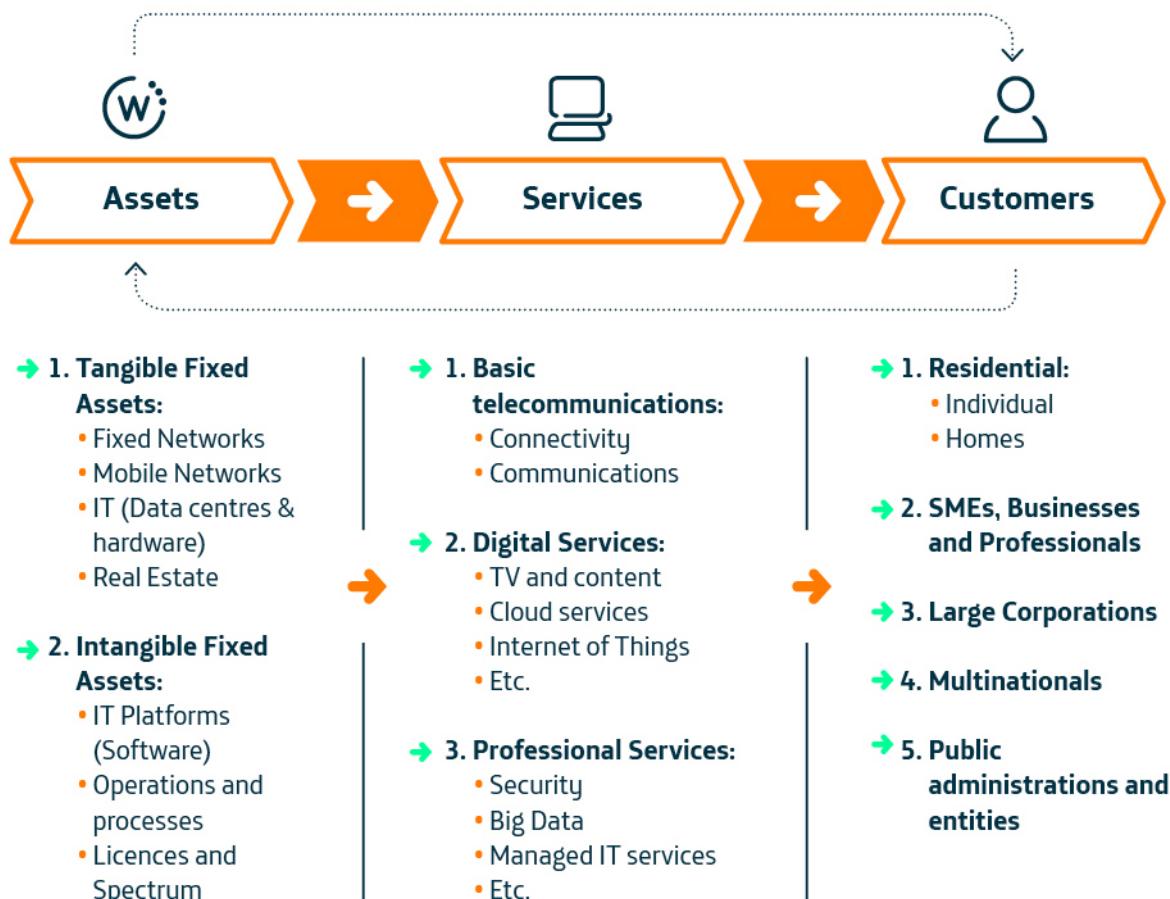 W
Assets
Services
Customers
1. Tangible Fixed
Assets:
• Fixed Networks
• Mobile Networks
• IT (Data centres &
hardware)
• Real Estate
2. Intangible Fixed
Assets:
• IT Platforms
(Software)
• Operations and
processes
• Licences and
Spectrum
1. Basic
telecommunications:
• Connectivity
• Communications
2. Digital Services:
• TV and content
• Cloud services
• Internet of Things
• Etc.
3. Professional Services:
• Security
• Big Data
• Managed IT services
• Etc.
1. Residential:
• Individual
• Homes
2. SMEs, Businesses
and Professionals
3. Large Corporations
4. Multinationals
5. Public
administrations and
entities